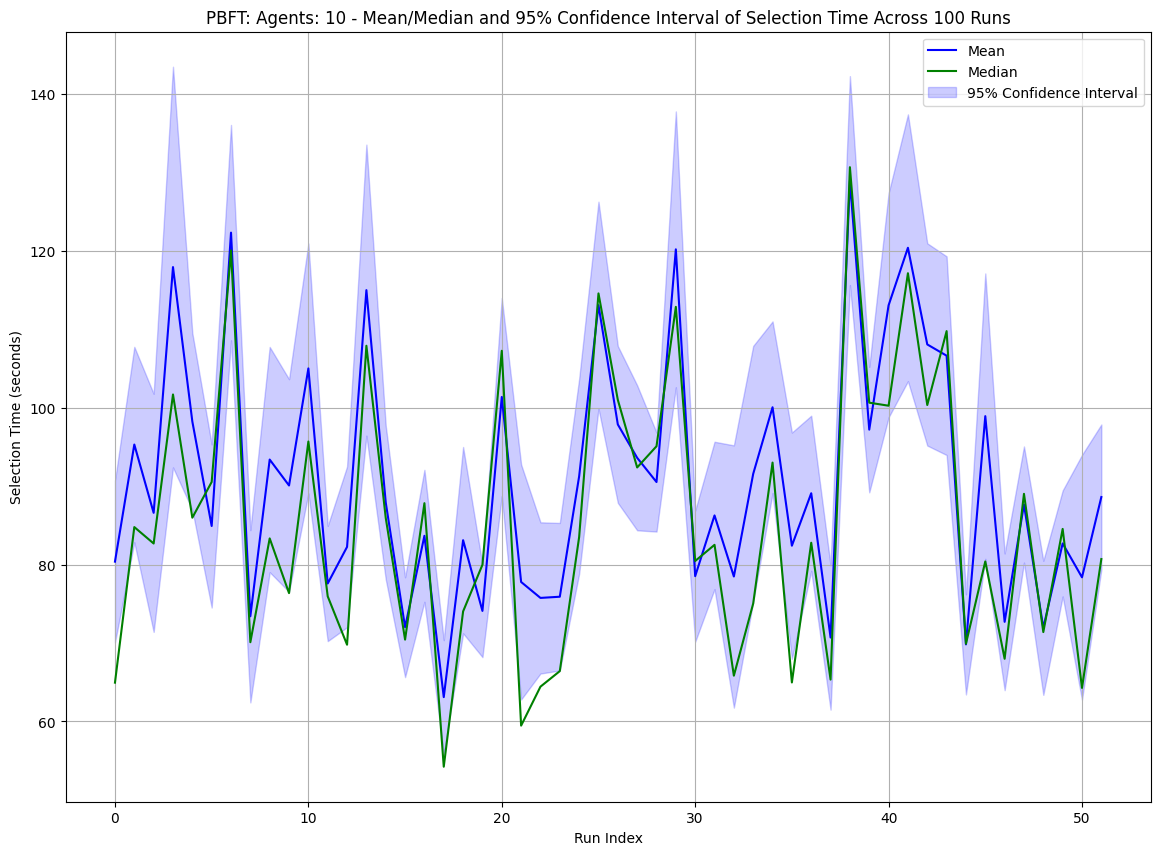 PBFT: Agents: 10 - Mean/Median and 95% Confidence Interval of Selection Time Across 100 Runs
Mean
Median
95% Confidence Interval
140
120
100
80
60
Selection Time (seconds)
0
10
20
30
40
50
Run Index